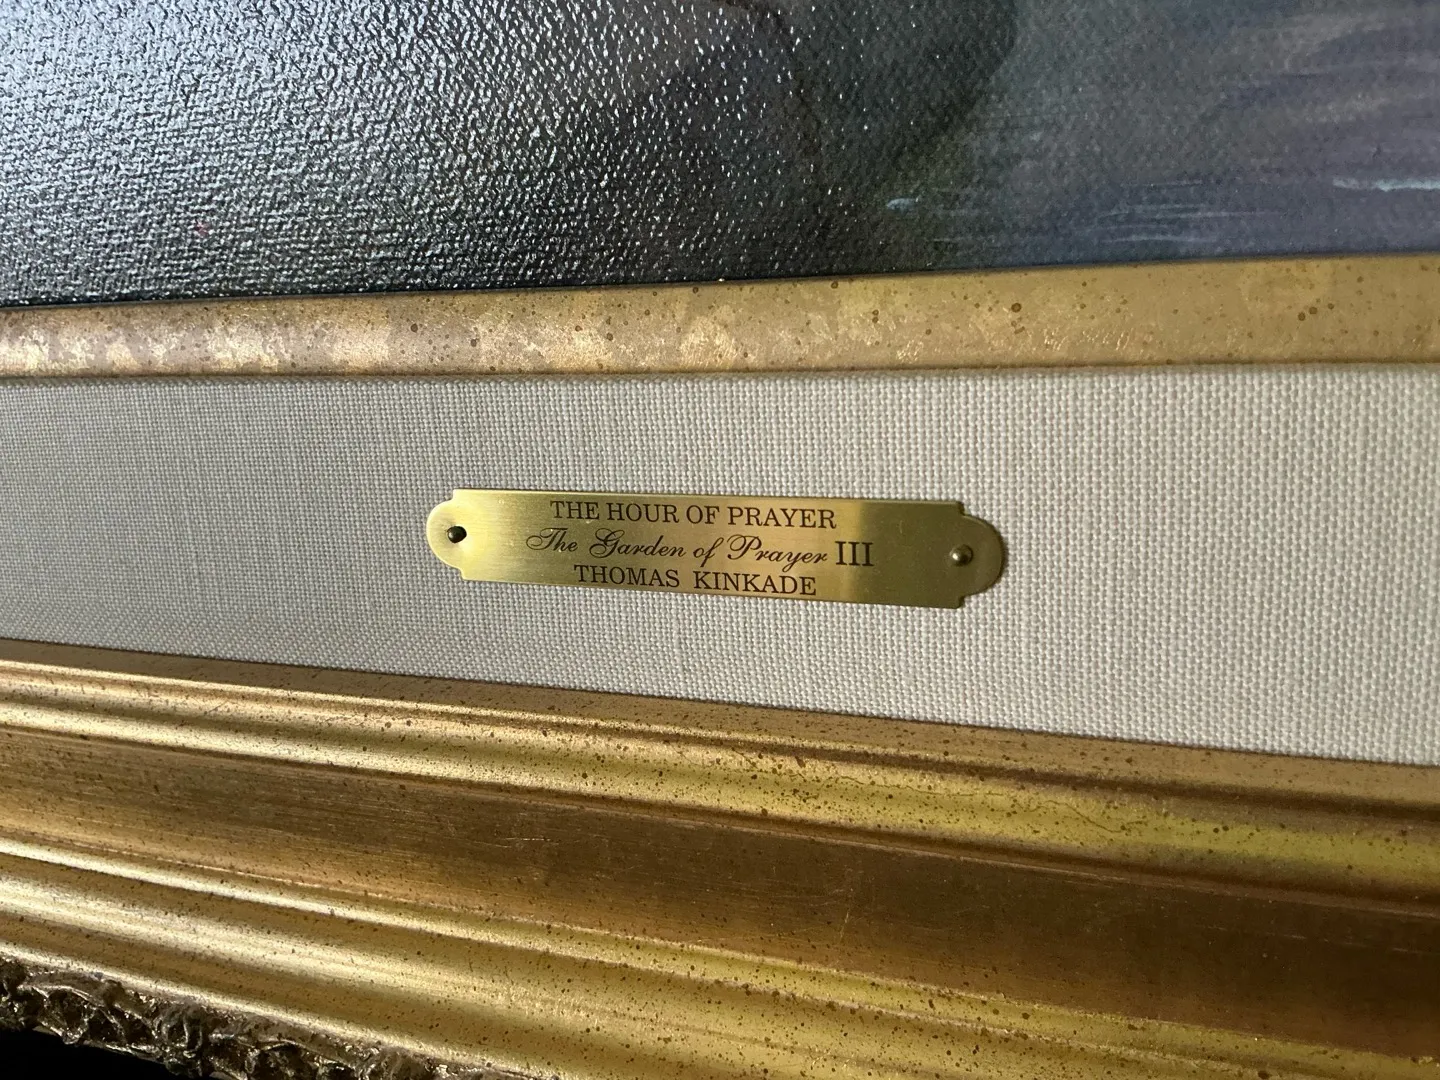 THE HOUR OF PRAYER
The Garden of Prayer III
THOMAS KINKADE